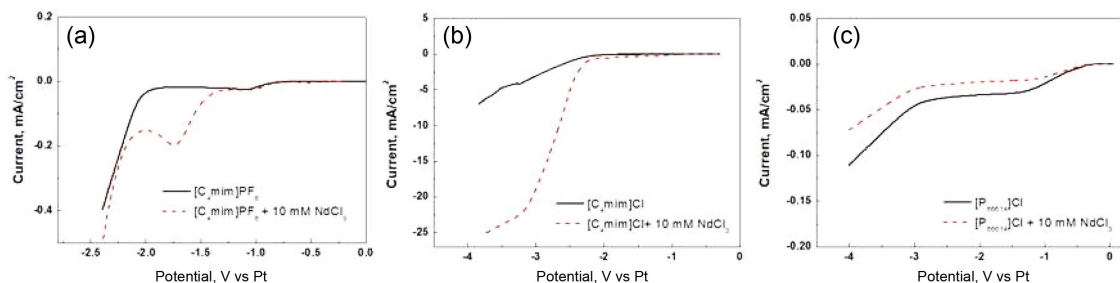 (a)
0.2
0.0
-0.2
-0.4
Current, mA/cm²
[C₄mim]PF₆
[C₄mim]PF₆ + 10 mM NdCl₃
-2.5 -2.0 -1.5 -1.0 -0.5 0.0
Potential, V vs Pt
(b)
5
0
-5
-10
-15
-20
-25
Current, mA/cm²
[C₄mim]Cl
[C₄mim]Cl+ 10 mM NdCl₃
-4 -3 -2 -1 0
Potential, V vs Pt
(c)
0.05
0.00
-0.05
-0.10
-0.15
-0.20
Current, mA/cm²
[P₆₆₆₁₄]Cl
[P₆₆₆₁₄]Cl + 10 mM NdCl₃
-4 -3 -2 -1 0
Potential, V vs Pt